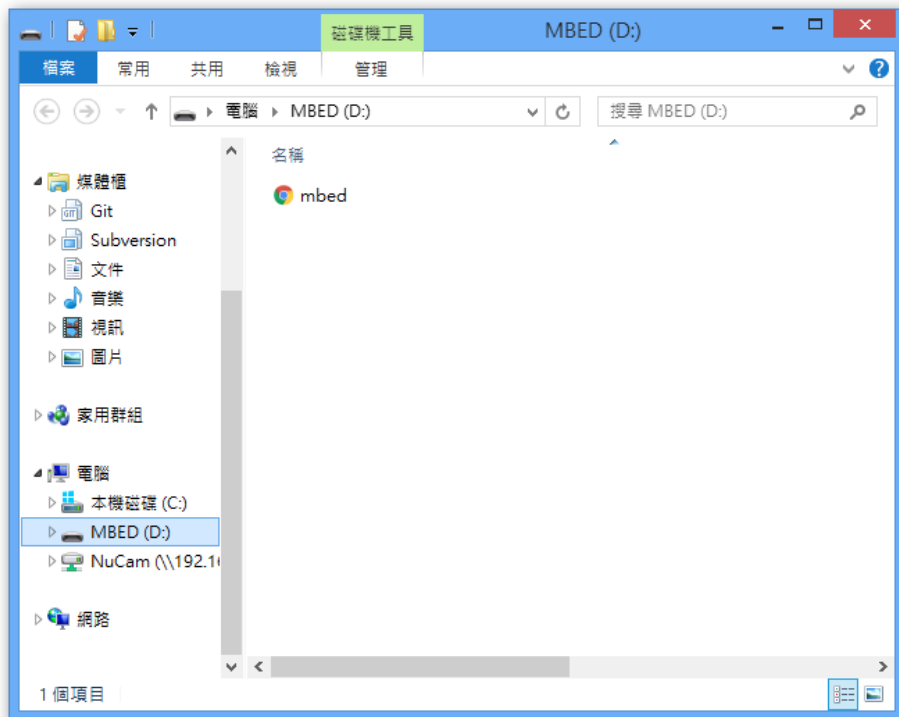 磁碟機工具
MBED (D:)
檔案 常用 共用 檢視 管理
電腦 MBED (D:)
搜尋 MBED (D:)
名稱
mbed
媒體櫃
Git
Subversion
文件
音樂
視訊
圖片
家用群組
電腦
本機磁碟 (C:)
MBED (D:)
NuCam (\\192.16
網路
1 個項目